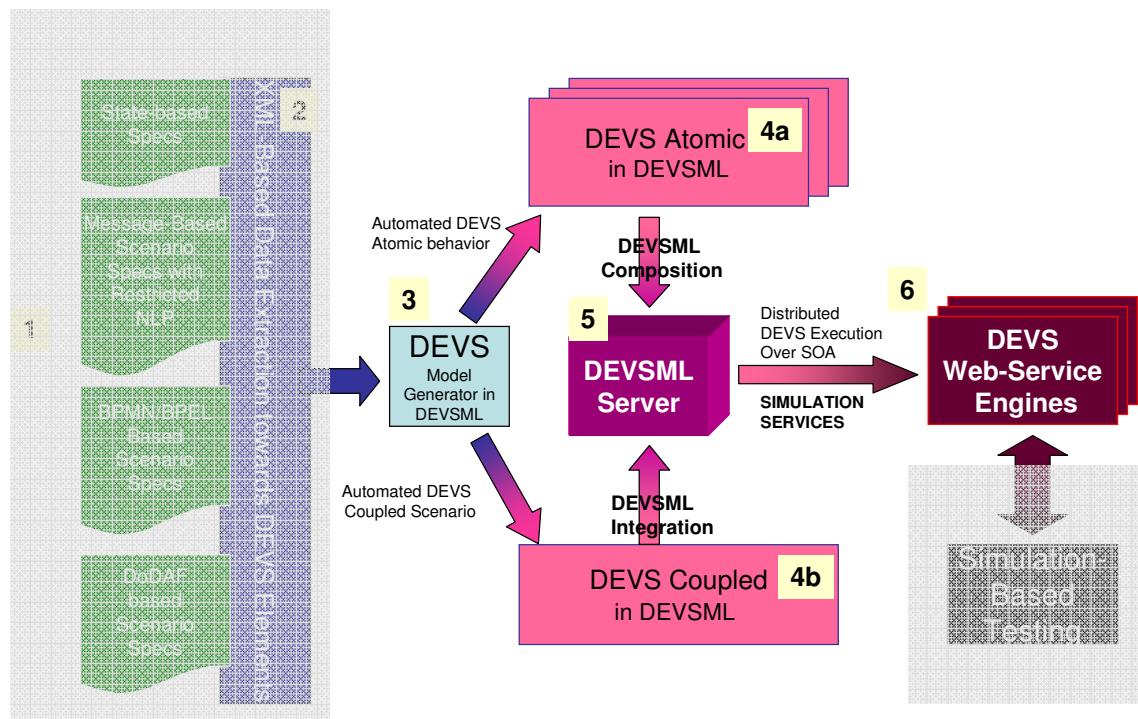 1
2
State-based
Specs
Message-Based
Scenario
Specs with
Restricted
NLP
BPMN/BPEL
Based
Scenario
Specs
DoDAF
based
Scenario
Specs
XML-Based Data Extraction towards DEVS Elements
3
DEVS
Model
Generator in
DEVSML
Automated DEVS
Atomic behavior
Automated DEVS
Coupled Scenario
DEVS Atomic
in DEVSML
4a
DEVSML
Composition
5
DEVSML
Server
DEVSML
Integration
DEVS Coupled
in DEVSML
4b
Distributed
DEVS Execution
Over SOA
SIMULATION
SERVICES
6
DEVS
Web-Service
Engines
Simulation
Based
Testing